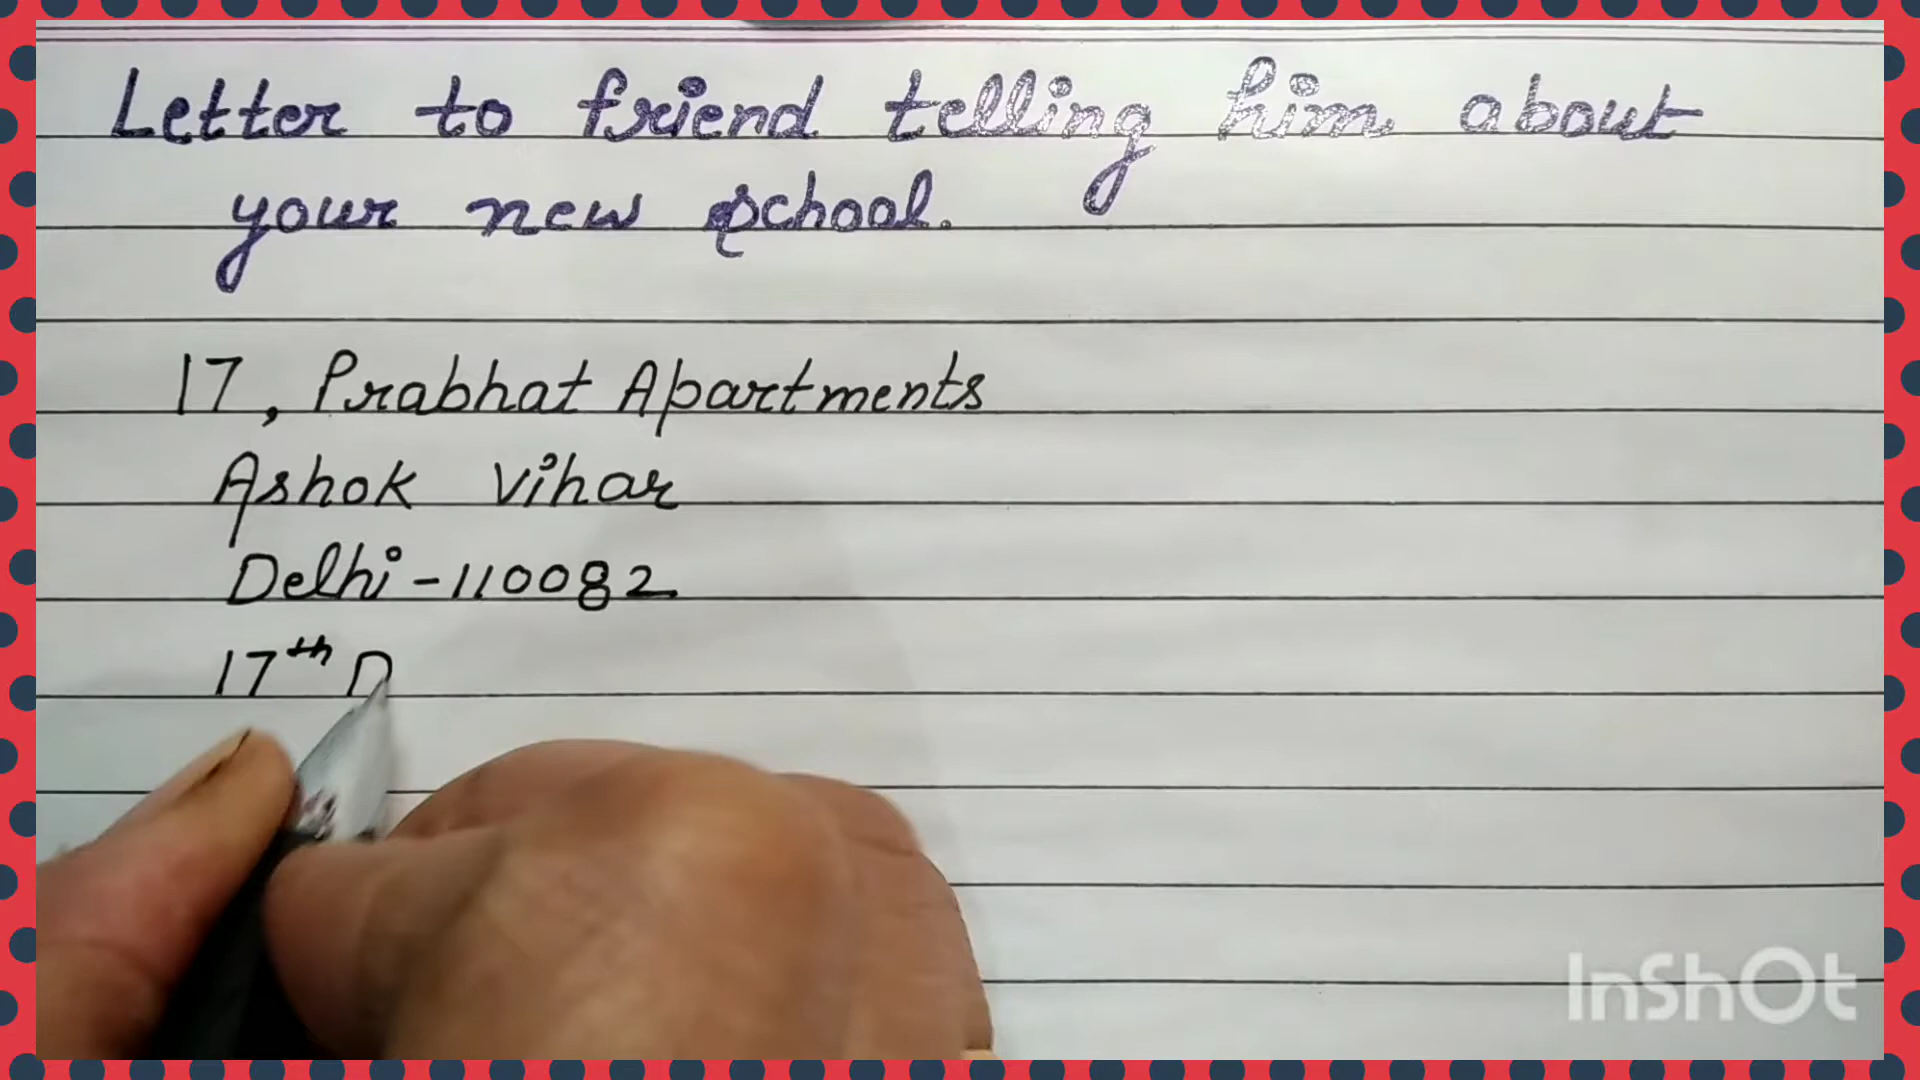 Letter to friend telling him about
your new school.
17, Prabhat Apartments
Ashok Vihar
Delhi-110082
17th D
InShOt